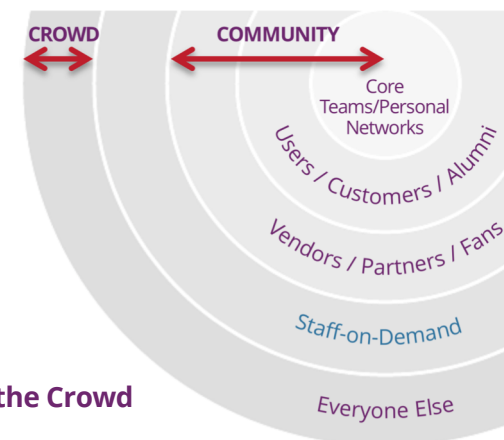 CROWD COMMUNITY
Core
Teams/Personal
Networks
Users / Customers / Alumni
Vendors / Partners / Fans
Staff-on-Demand
Everyone Else
the Crowd